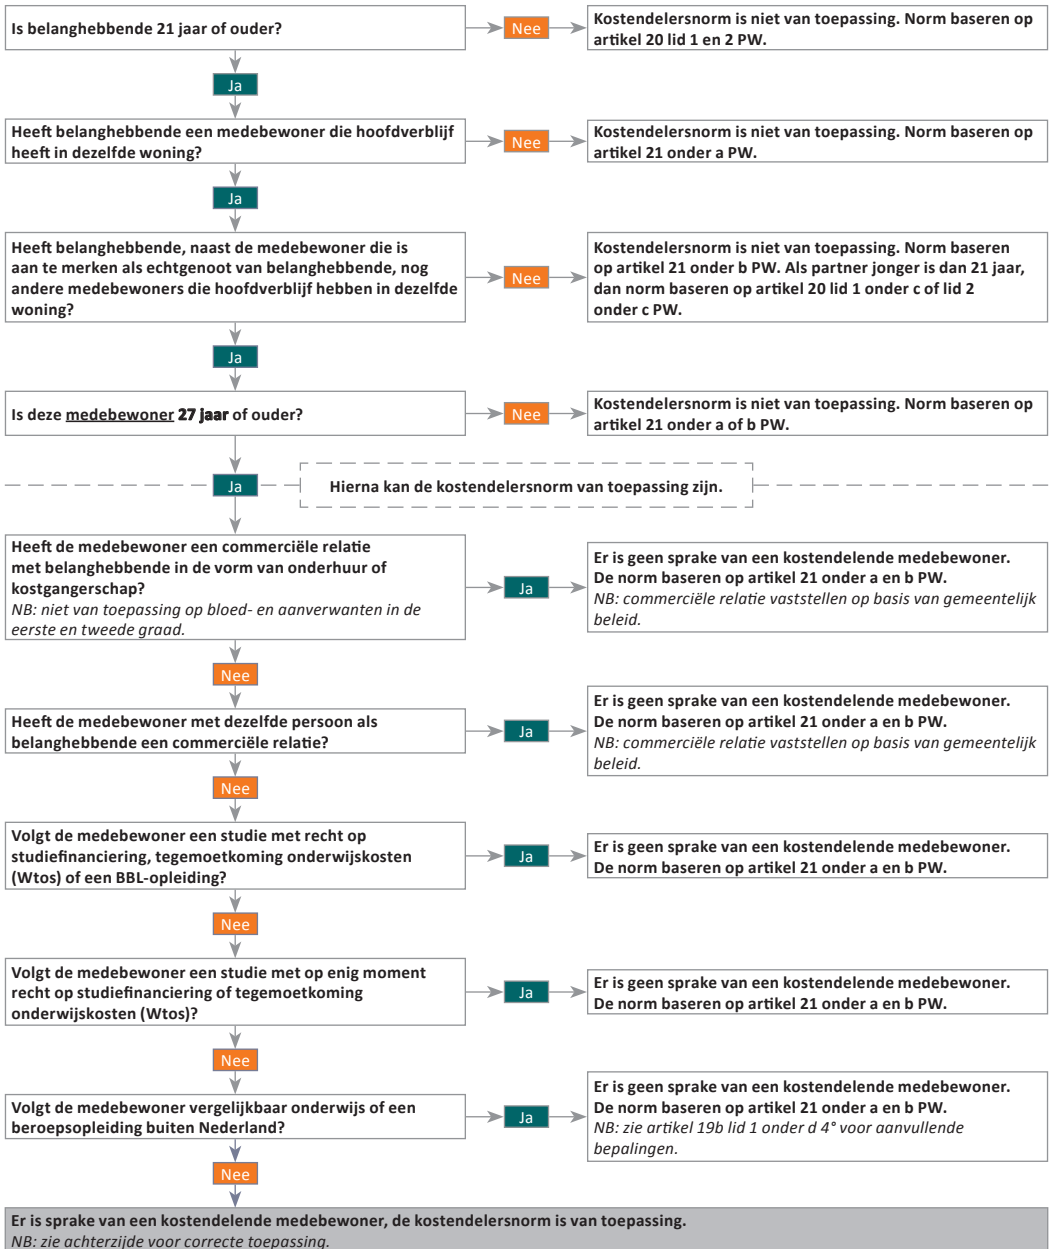 Is belanghebbende 21 jaar of ouder?
Nee
Kostendelersnorm is niet van toepassing. Norm baseren op
artikel 20 lid 1 en 2 PW.
Ja
Heeft belanghebbende een medebewoner die hoofdverblijf
heeft in dezelfde woning?
Nee
Kostendelersnorm is niet van toepassing. Norm baseren op
artikel 21 onder a PW.
Ja
Heeft belanghebbende, naast de medebewoner die is
aan te merken als echtgenoot van belanghebbende, nog
andere medebewoners die hoofdverblijf hebben in dezelfde
woning?
Nee
Kostendelersnorm is niet van toepassing. Norm baseren
op artikel 21 onder b PW. Als partner jonger is dan 21 jaar,
dan norm baseren op artikel 20 lid 1 onder c of lid 2
onder c PW.
Ja
Is deze medebewoner 27 jaar of ouder?
Nee
Kostendelersnorm is niet van toepassing. Norm baseren op
artikel 21 onder a of b PW.
Ja
Hierna kan de kostendelersnorm van toepassing zijn.
Heeft de medebewoner een commerciële relatie
met belanghebbende in de vorm van onderhuur of
kostgangerschap?
NB: niet van toepassing op bloed- en aanverwanten in de
eerste en tweede graad.
Ja
Er is geen sprake van een kostendelende medebewoner.
De norm baseren op artikel 21 onder a en b PW.
NB: commerciële relatie vaststellen op basis van gemeentelijk
beleid.
Nee
Heeft de medebewoner met dezelfde persoon als
belanghebbende een commerciële relatie?
Ja
Er is geen sprake van een kostendelende medebewoner.
De norm baseren op artikel 21 onder a en b PW.
NB: commerciële relatie vaststellen op basis van gemeentelijk
beleid.
Nee
Volgt de medebewoner een studie met recht op
studiefinanciering, tegemoetkoming onderwijskosten
(Wtos) of een BBL-opleiding?
Ja
Er is geen sprake van een kostendelende medebewoner.
De norm baseren op artikel 21 onder a en b PW.
Nee
Volgt de medebewoner een studie met op enig moment
recht op studiefinanciering of tegemoetkoming
onderwijskosten (Wtos)?
Ja
Er is geen sprake van een kostendelende medebewoner.
De norm baseren op artikel 21 onder a en b PW.
Nee
Volgt de medebewoner vergelijkbaar onderwijs of een
beroepsopleiding buiten Nederland?
Ja
Er is geen sprake van een kostendelende medebewoner.
De norm baseren op artikel 21 onder a en b PW.
NB: zie artikel 19b lid 1 onder d 4° voor aanvullende
bepalingen.
Nee
Er is sprake van een kostendelende medebewoner, de kostendelersnorm is van toepassing.
NB: zie achterzijde voor correcte toepassing.